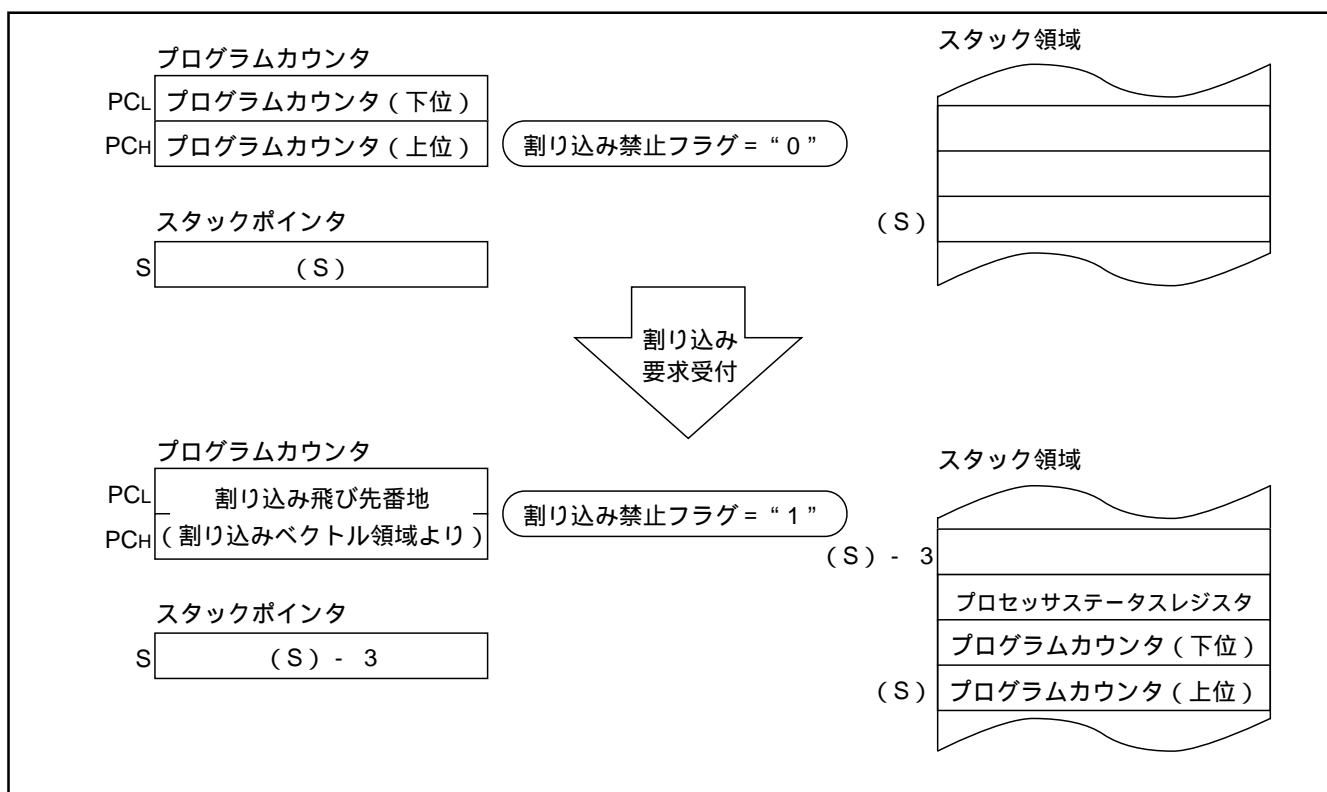 プログラムカウンタ
PCL プログラムカウンタ（下位）
PCH プログラムカウンタ（上位）
割り込み禁止フラグ = “0”
スタックポインタ
S （S）
スタック領域
（S）
割り込み
要求受付
プログラムカウンタ
PCL 割り込み飛び先番地
PCH （割り込みベクトル領域より）
割り込み禁止フラグ = “1”
スタックポインタ
S （S）- 3
スタック領域
（S）- 3
プロセッサステータスレジスタ
プログラムカウンタ（下位）
（S） プログラムカウンタ（上位）